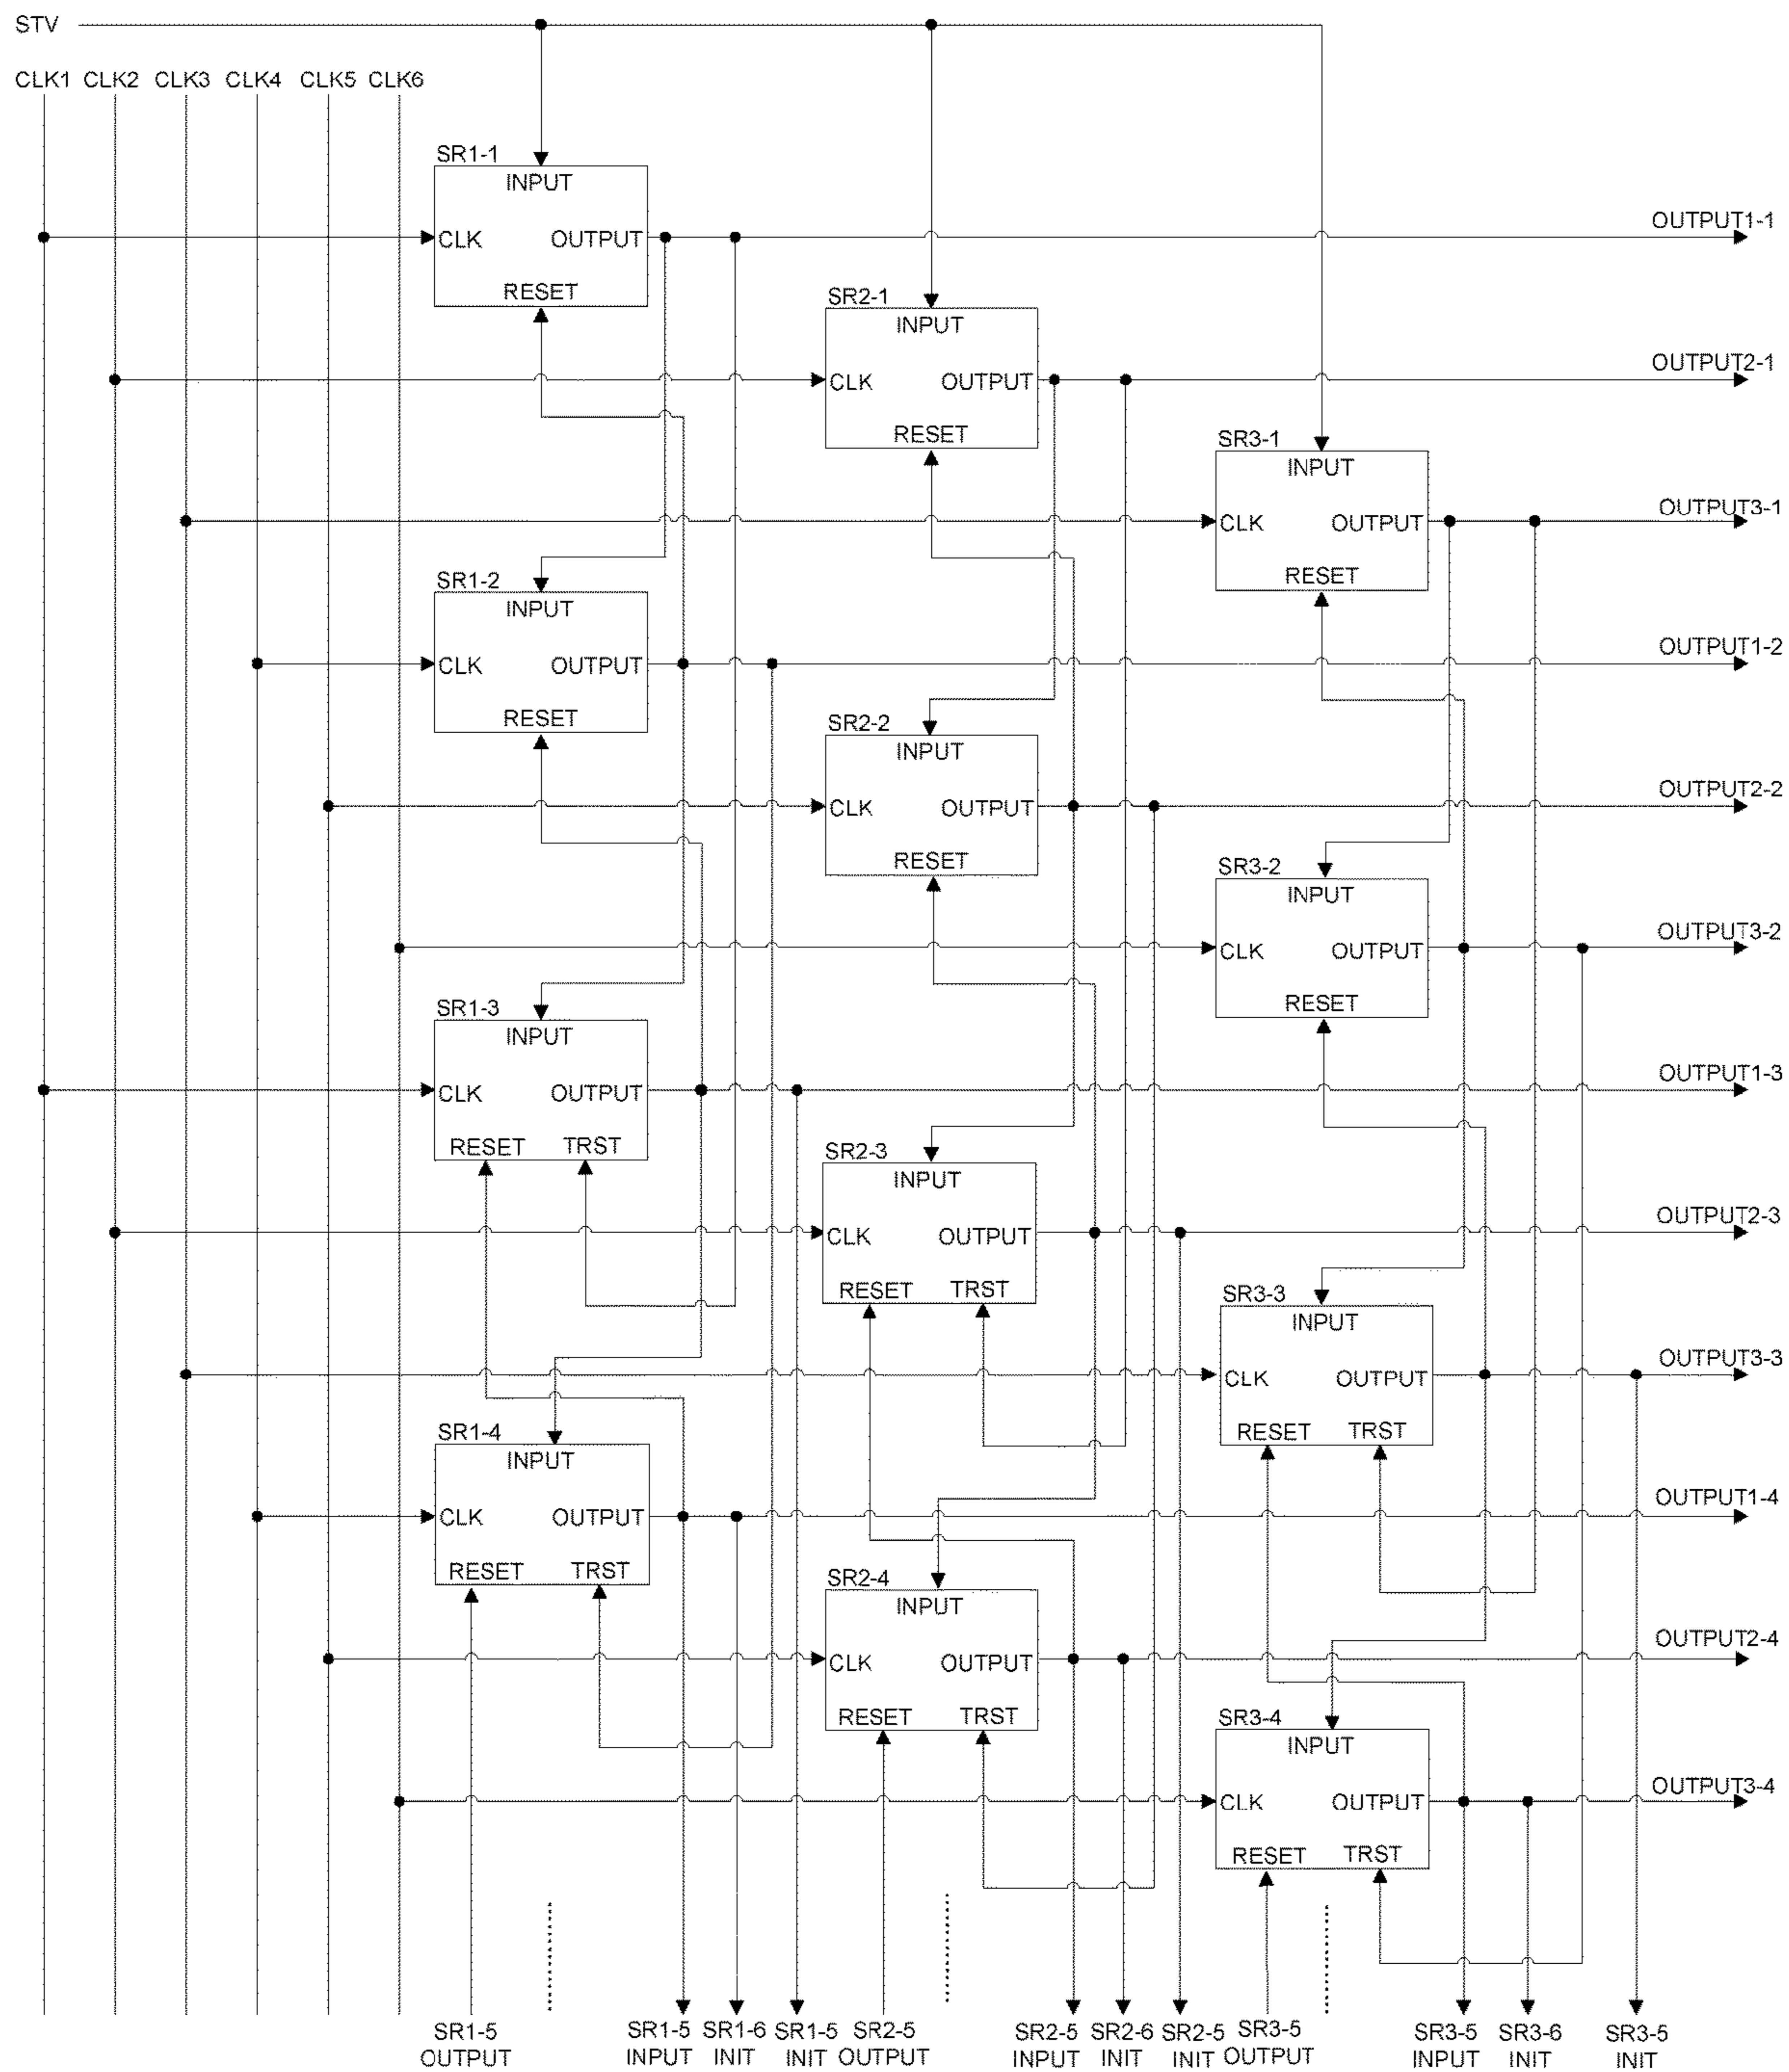 STV
CLK1 CLK2 CLK3 CLK4 CLK5 CLK6
SR1-1
INPUT
CLK OUTPUT
RESET
OUTPUT1-1
SR2-1
INPUT
CLK OUTPUT
RESET
OUTPUT2-1
SR3-1
INPUT
CLK OUTPUT
RESET
OUTPUT3-1
SR1-2
INPUT
CLK OUTPUT
RESET
OUTPUT1-2
SR2-2
INPUT
CLK OUTPUT
RESET
OUTPUT2-2
SR3-2
INPUT
CLK OUTPUT
RESET
OUTPUT3-2
SR1-3
INPUT
CLK OUTPUT
RESET TRST
OUTPUT1-3
SR2-3
INPUT
CLK OUTPUT
RESET TRST
OUTPUT2-3
SR3-3
INPUT
CLK OUTPUT
RESET TRST
OUTPUT3-3
SR1-4
INPUT
CLK OUTPUT
RESET TRST
OUTPUT1-4
SR2-4
INPUT
CLK OUTPUT
RESET TRST
OUTPUT2-4
SR3-4
INPUT
CLK OUTPUT
RESET TRST
OUTPUT3-4
SR1-5
OUTPUT
SR1-5
INPUT
SR1-6
INIT
SR1-5
INIT
SR2-5
OUTPUT
SR2-5
INPUT
SR2-6
INIT
SR2-5
INIT
SR3-5
OUTPUT
SR3-5
INPUT
SR3-6
INIT
SR3-5
INIT